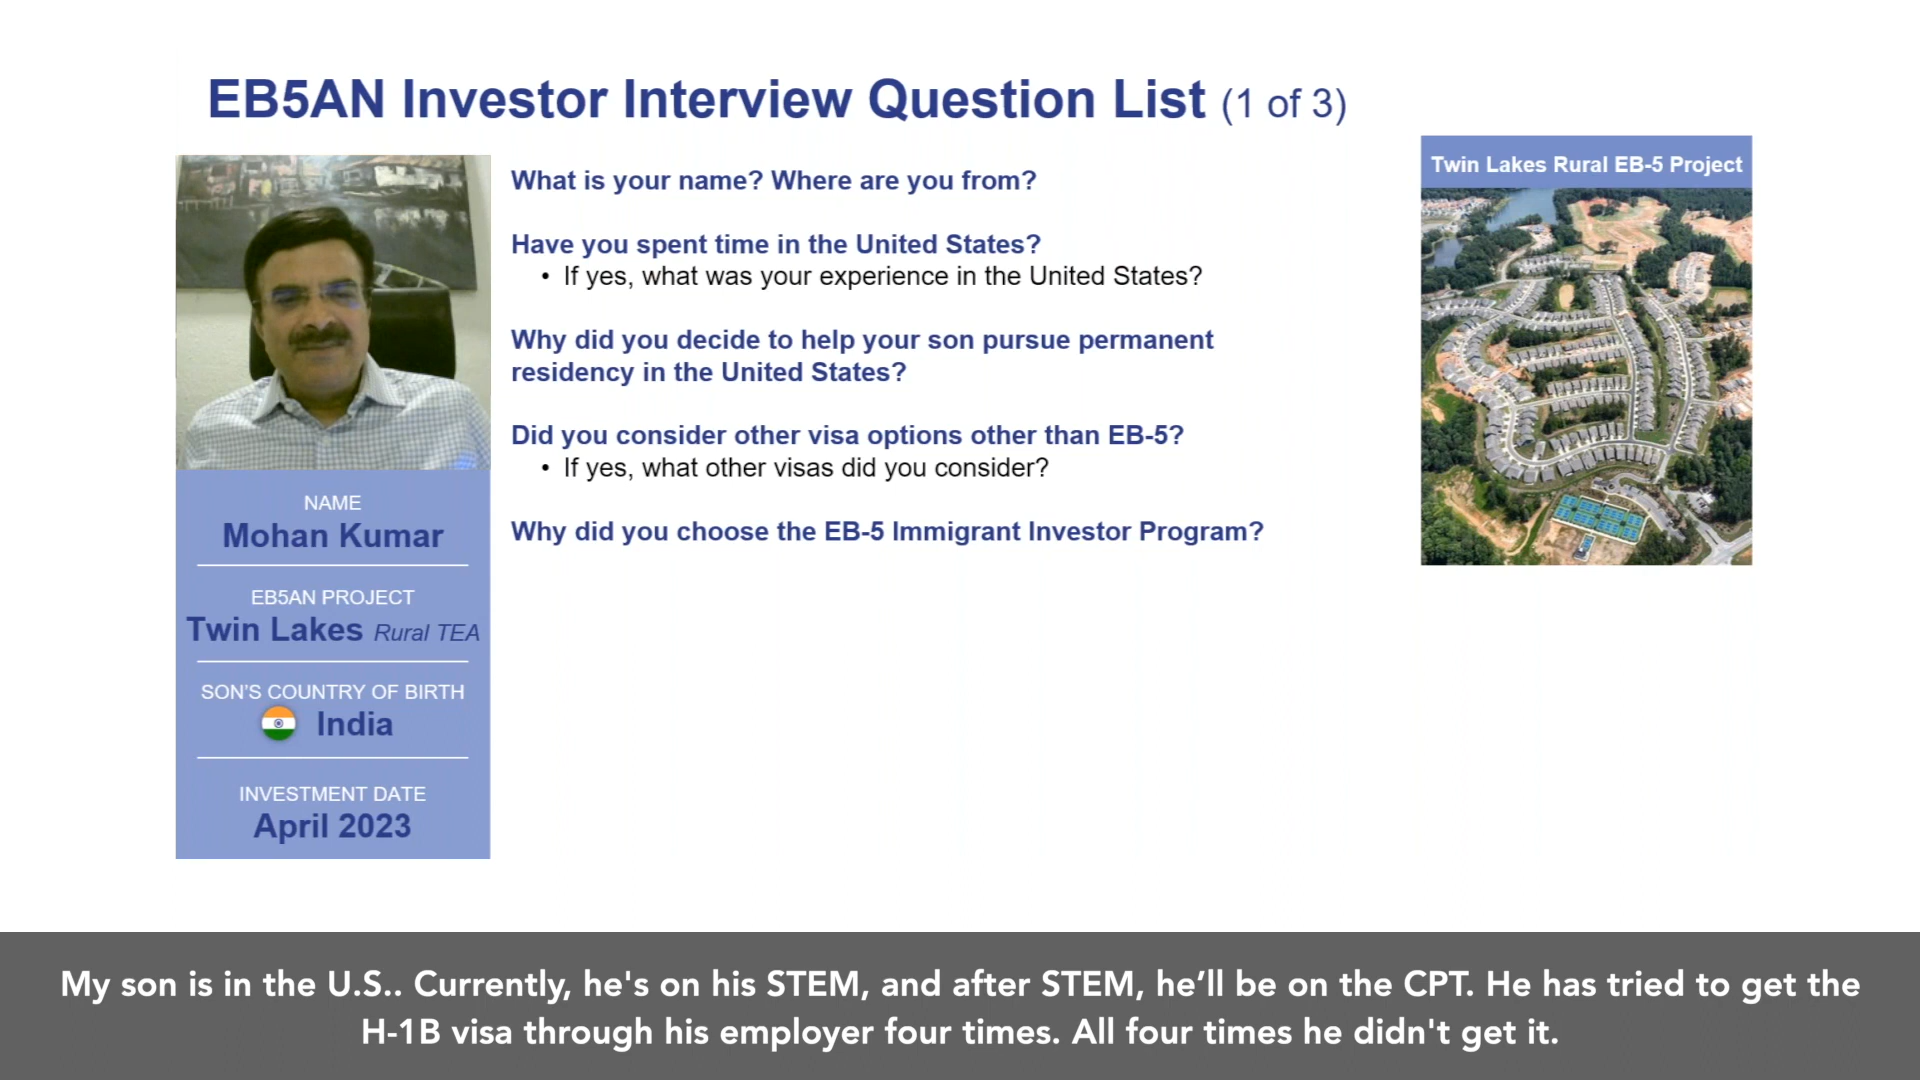 EB5AN Investor Interview Question List (1 of 3)
Twin Lakes Rural EB-5 Project
What is your name? Where are you from?
Have you spent time in the United States?
• If yes, what was your experience in the United States?
Why did you decide to help your son pursue permanent
residency in the United States?
Did you consider other visa options other than EB-5?
• If yes, what other visas did you consider?
Why did you choose the EB-5 Immigrant Investor Program?
NAME
Mohan Kumar
EB5AN PROJECT
Twin Lakes Rural TEA
SON'S COUNTRY OF BIRTH
India
INVESTMENT DATE
April 2023
My son is in the U.S.. Currently, he's on his STEM, and after STEM, he’ll be on the CPT. He has tried to get the
H-1B visa through his employer four times. All four times he didn't get it.